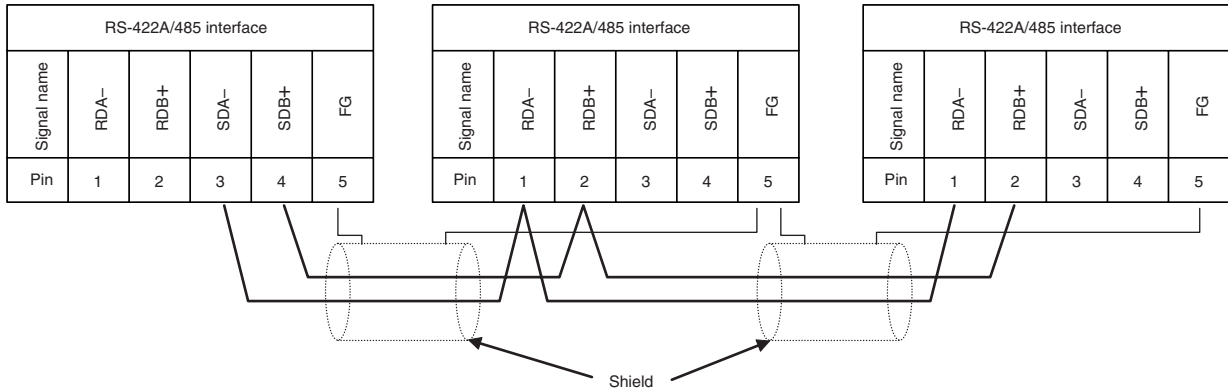 RS-422A/485 interface
Signal name RDA− RDB+ SDA− SDB+ FG
Pin 1 2 3 4 5
RS-422A/485 interface
Signal name RDA− RDB+ SDA− SDB+ FG
Pin 1 2 3 4 5
RS-422A/485 interface
Signal name RDA− RDB+ SDA− SDB+ FG
Pin 1 2 3 4 5
Shield